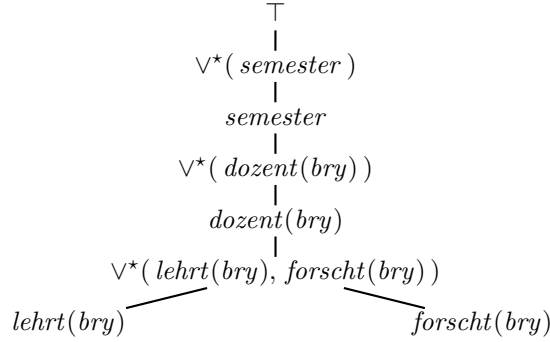 ⊤
∨⋆( semester )
semester
∨⋆( dozent(bry) )
dozent(bry)
∨⋆( lehrt(bry), forscht(bry) )
lehrt(bry) forscht(bry)